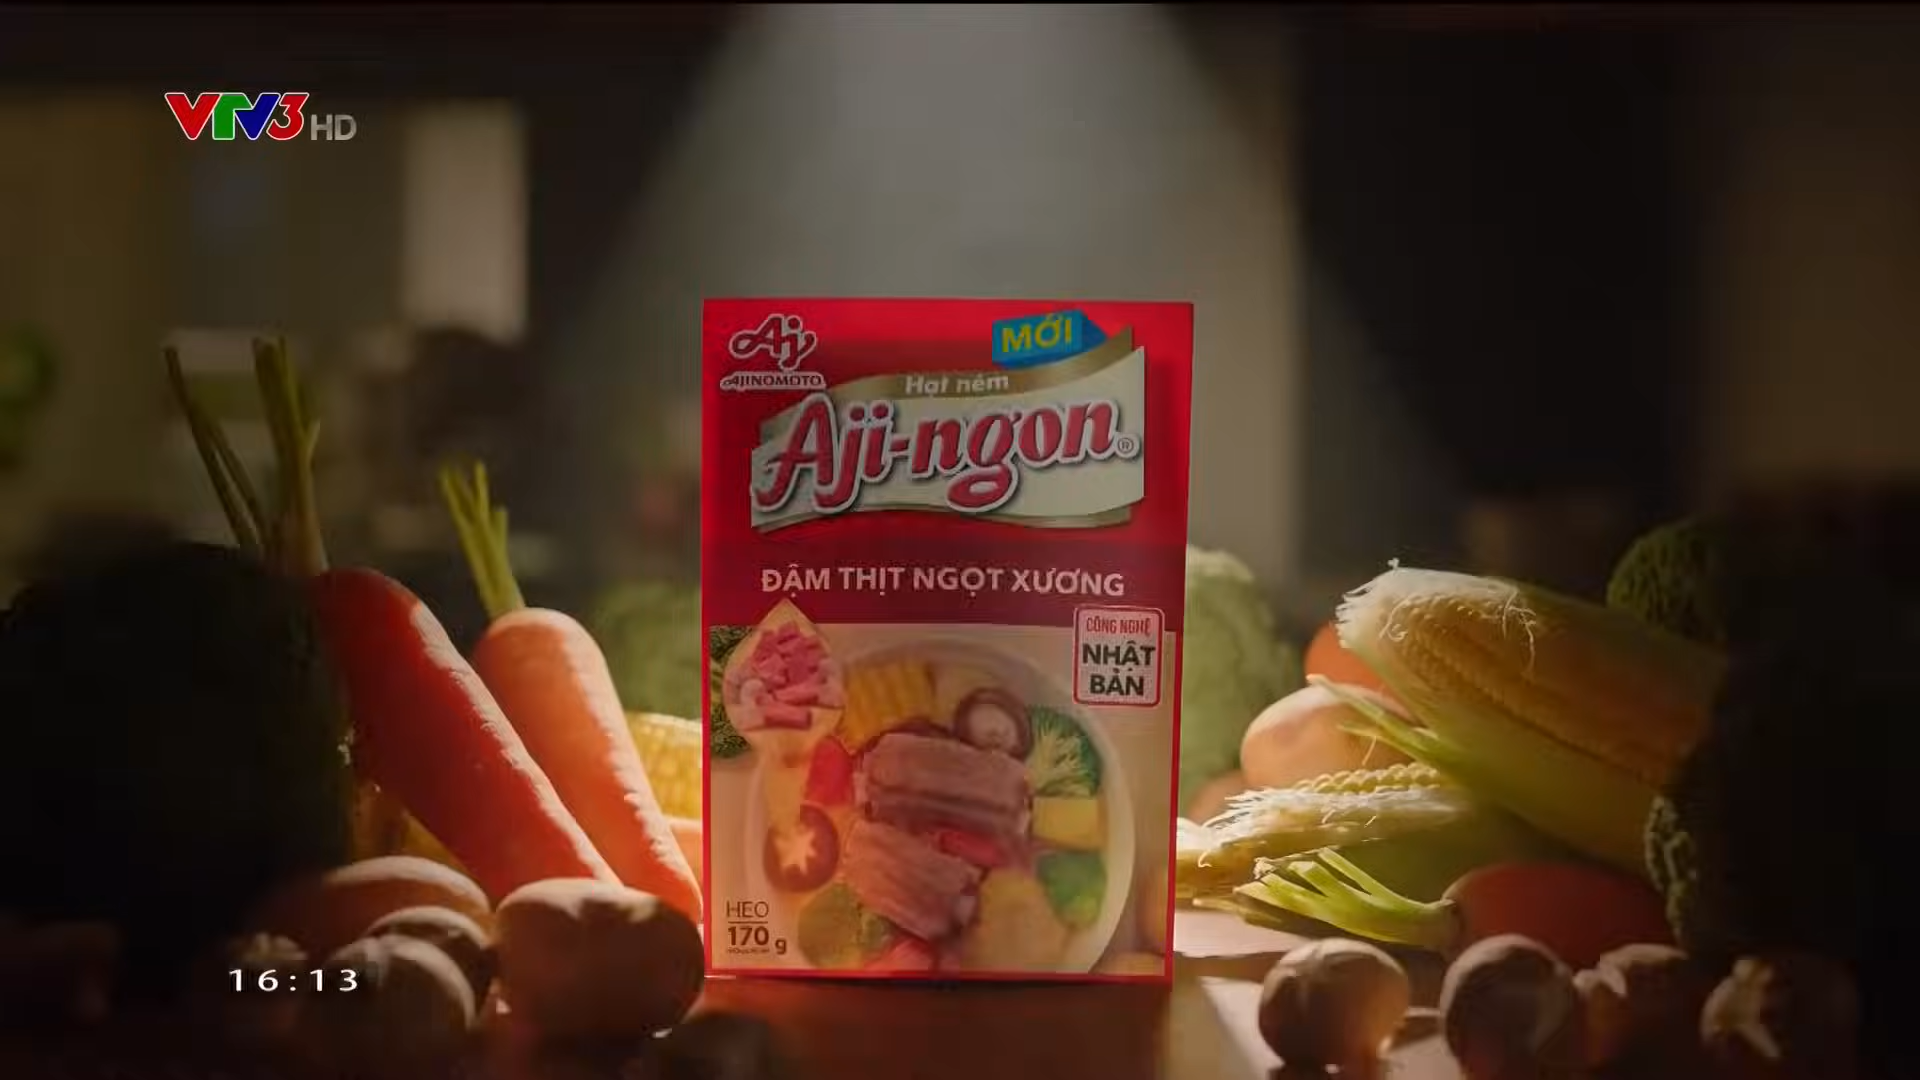 VTV3 HD
Aj
AJINOMOTO
MỚI
Hạt nêm
Aji-ngon®
ĐẬM THỊT NGỌT XƯƠNG
CÔNG NGHỆ
NHẬT
BẢN
HEO
170 g
16:13